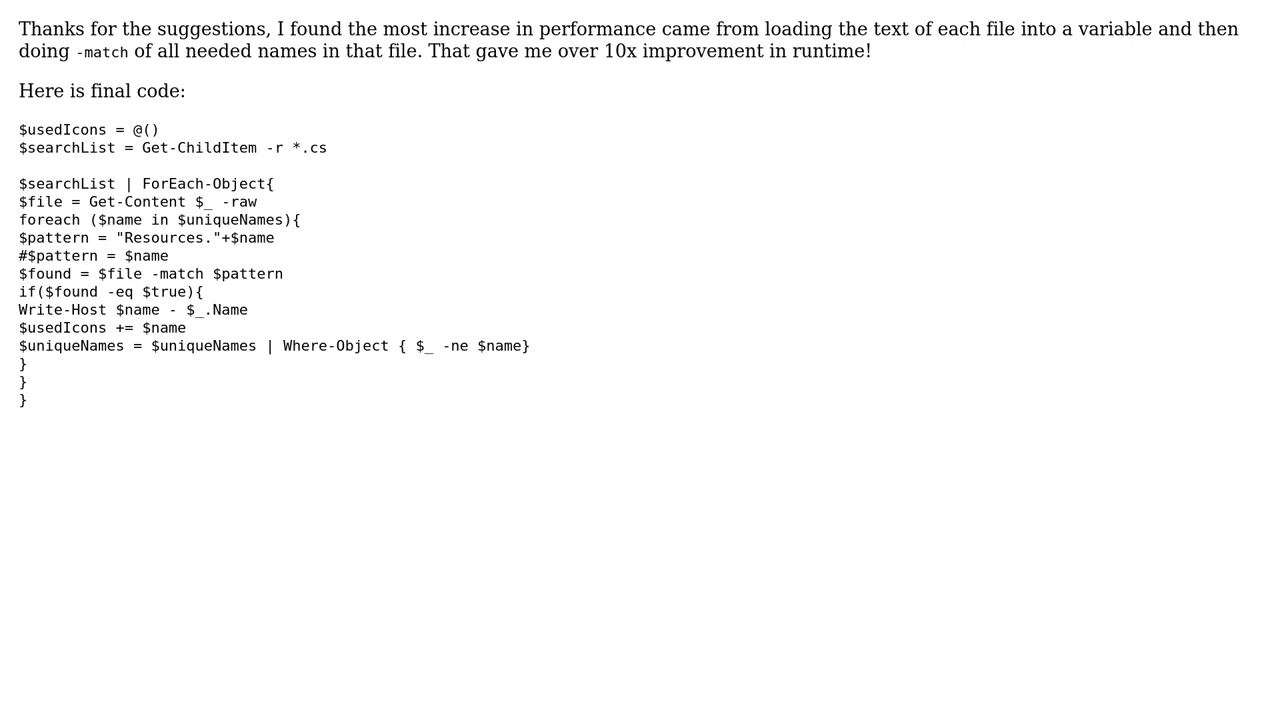 Thanks for the suggestions, I found the most increase in performance came from loading the text of each file into a variable and then
doing -match of all needed names in that file. That gave me over 10x improvement in runtime!
Here is final code:
$usedIcons = @()
$searchList = Get-ChildItem -r *.cs
$searchList | ForEach-Object{
$file = Get-Content $_ -raw
foreach ($name in $uniqueNames){
$pattern = "Resources."+$name
#$pattern = $name
$found = $file -match $pattern
if($found -eq $true){
Write-Host $name - $_.Name
$usedIcons += $name
$uniqueNames = $uniqueNames | Where-Object { $_ -ne $name}
}
}
}